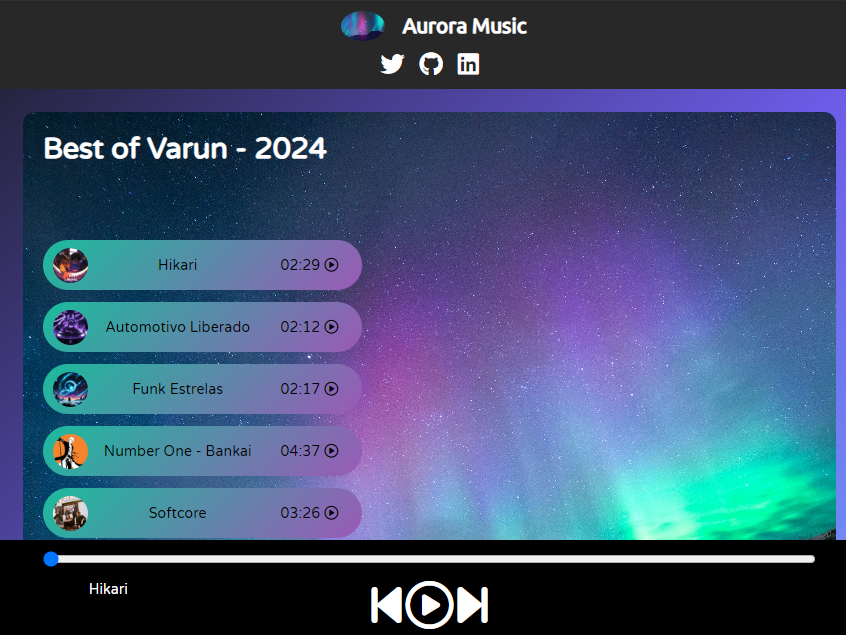 Aurora Music
in
Best of Varun - 2024
Hikari 02:29
Automotivo Liberado 02:12
Funk Estrelas 02:17
Number One - Bankai 04:37
Softcore 03:26
Hikari